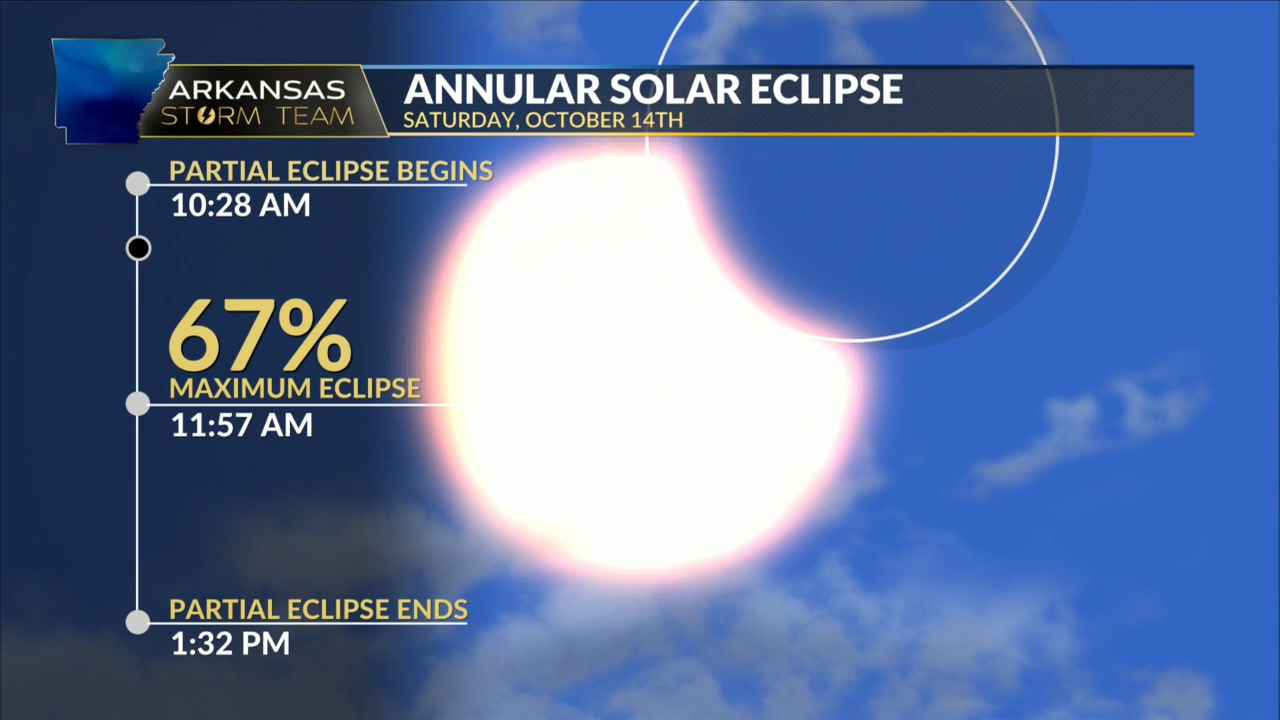 ARKANSAS
STORM TEAM
ANNULAR SOLAR ECLIPSE
SATURDAY, OCTOBER 14TH
PARTIAL ECLIPSE BEGINS
10:28 AM
67%
MAXIMUM ECLIPSE
11:57 AM
PARTIAL ECLIPSE ENDS
1:32 PM